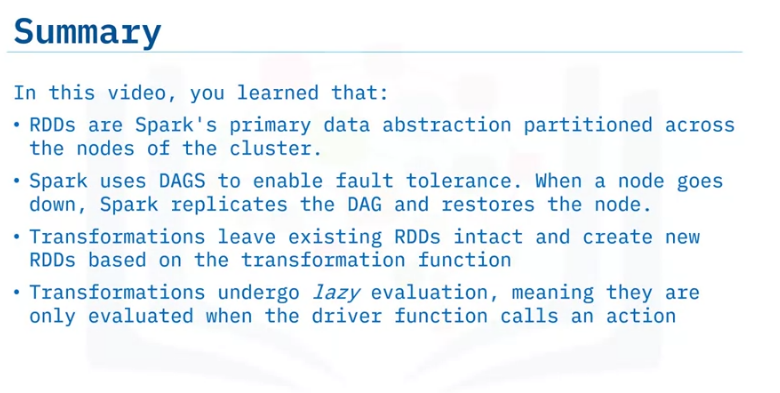 Summary
In this video, you learned that:
• RDDs are Spark's primary data abstraction partitioned across
the nodes of the cluster.
• Spark uses DAGS to enable fault tolerance. When a node goes
down, Spark replicates the DAG and restores the node.
• Transformations leave existing RDDs intact and create new
RDDs based on the transformation function
• Transformations undergo lazy evaluation, meaning they are
only evaluated when the driver function calls an action